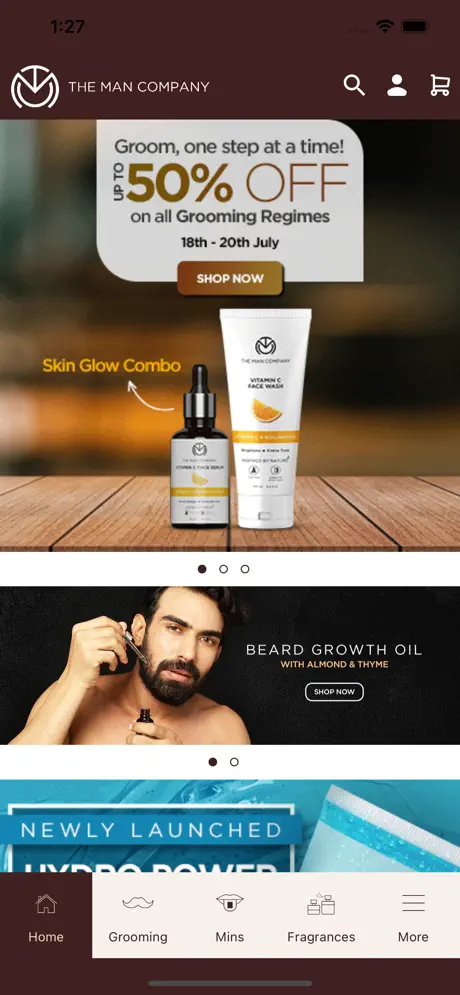 1:27
THE MAN COMPANY
Groom, one step at a time!
UP TO
50% OFF
on all Grooming Regimes
18th - 20th July
SHOP NOW
Skin Glow Combo
THE MAN COMPANY
VITAMIN C
FACE WASH
THE MAN COMPANY
VITAMIN C FACE SERUM
BEARD GROWTH OIL
WITH ALMOND & THYME
SHOP NOW
NEWLY LAUNCHED
HYDRO POWER
Home
Grooming
Mins
Fragrances
More